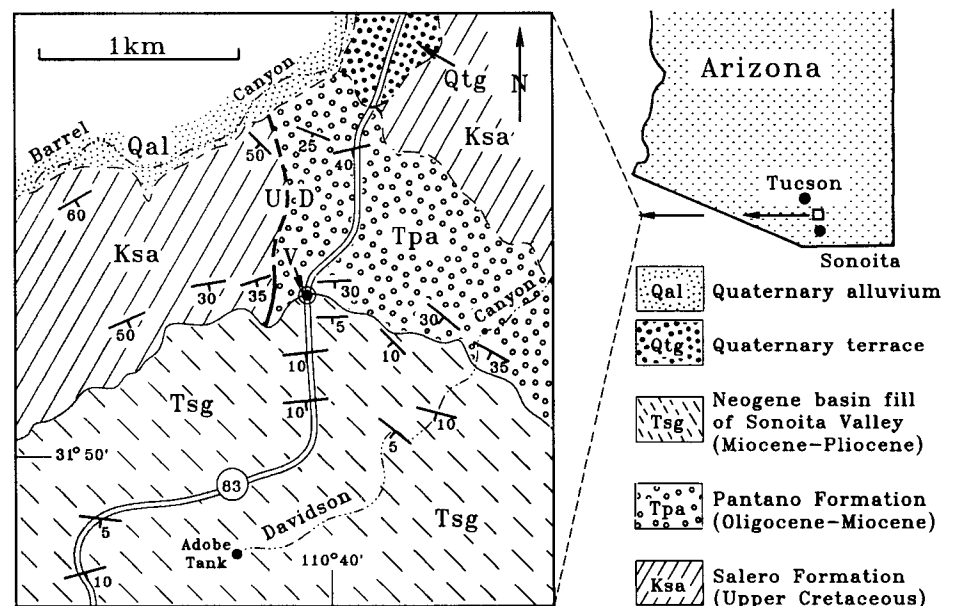 1km
Barrel Canyon
Qal
Qtg
N
Ksa
50
25
40
60
U D
Tpa
Ksa
V
30
35
30
50
5
30
Canyon
10
35
Tsg
10
10
10
5
31° 50'
83
Davidson
Tsg
5
Adobe
Tank
110° 40'
10
Arizona
Tucson
Sonoita
Qal Quaternary alluvium
Qtg Quaternary terrace
Tsg Neogene basin fill
of Sonoita Valley
(Miocene-Pliocene)
Tpa Pantano Formation
(Oligocene-Miocene)
Ksa Salero Formation
(Upper Cretaceous)